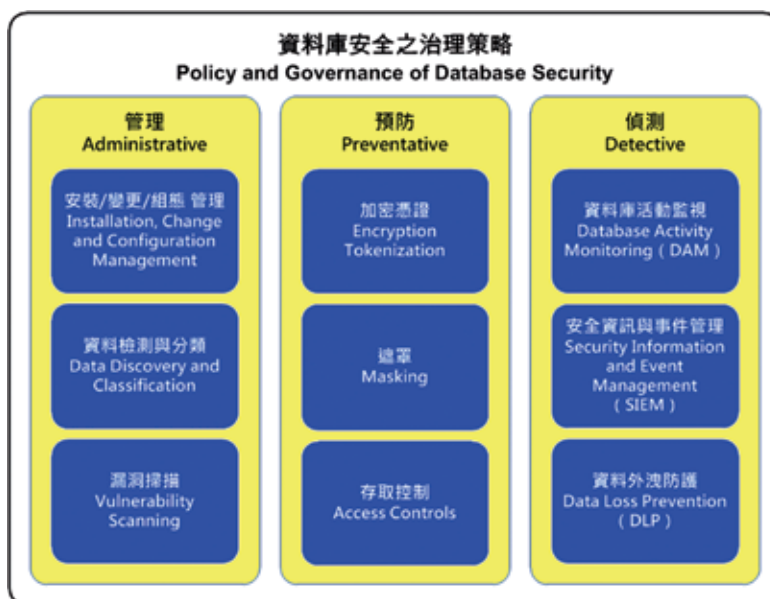 資料庫安全之治理策略
Policy and Governance of Database Security
管理
Administrative
安裝/變更/組態 管理
Installation, Change
and Configuration
Management
資料檢測與分類
Data Discovery and
Classification
漏洞掃描
Vulnerability
Scanning
預防
Preventative
加密憑證
Encryption
Tokenization
遮罩
Masking
存取控制
Access Controls
偵測
Detective
資料庫活動監視
Database Activity
Monitoring（DAM）
安全資訊與事件管理
Security Information
and Event
Management
（SIEM）
資料外洩防護
Data Loss Prevention
（DLP）